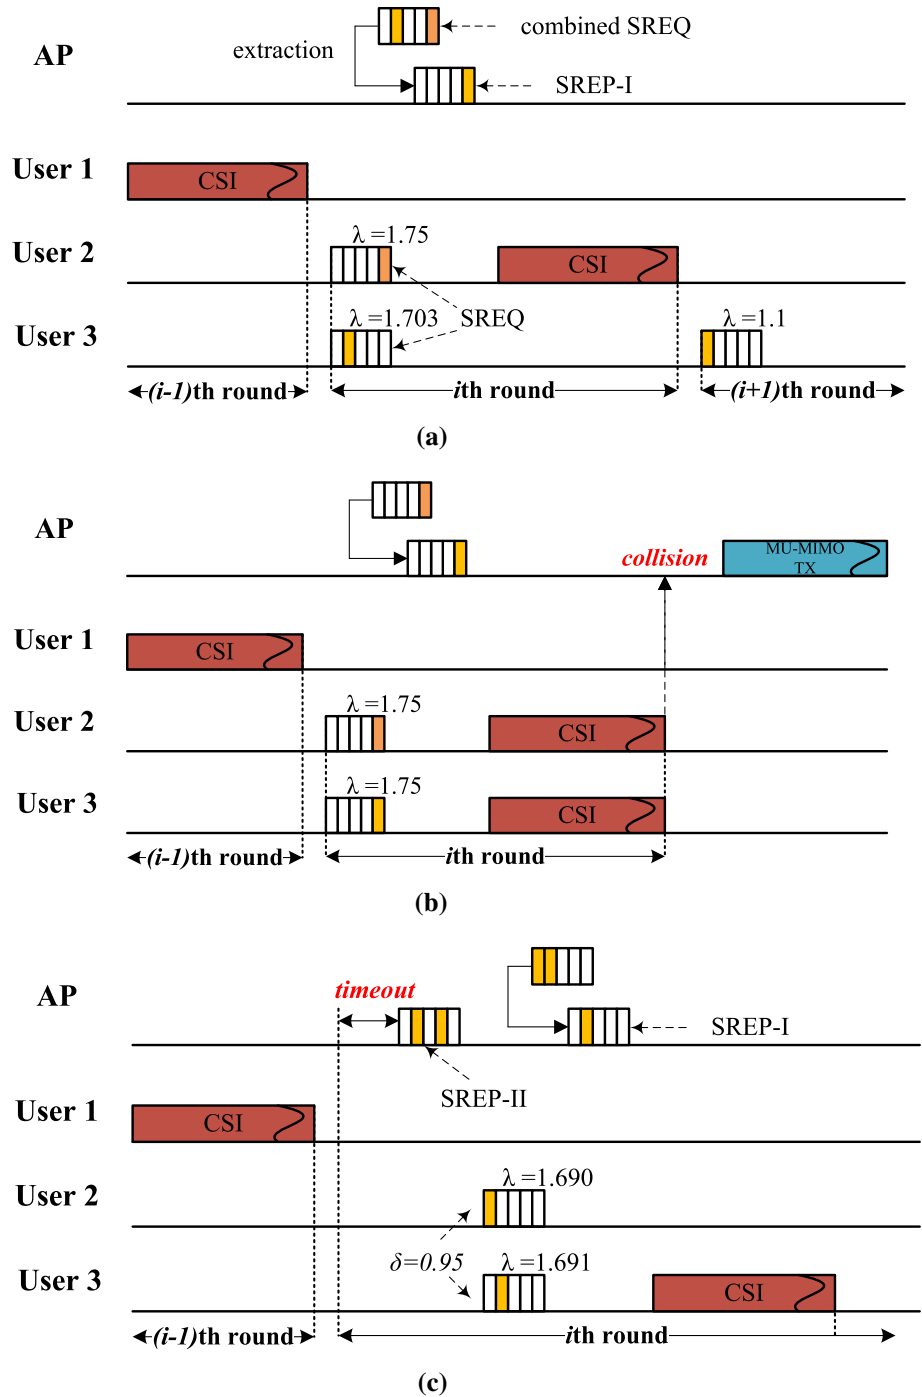 combined SREQ
extraction
AP
SREP-I
User 1
CSI
λ =1.75
User 2
CSI
SREQ
λ =1.703
λ =1.1
User 3
(i-1)th round
ith round
(i+1)th round
(a)
AP
collision
MU-MIMO
TX
User 1
CSI
λ =1.75
User 2
CSI
λ =1.75
User 3
CSI
(i-1)th round
ith round
(b)
AP
timeout
SREP-I
SREP-II
User 1
CSI
λ =1.690
User 2
δ=0.95
λ =1.691
User 3
CSI
(i-1)th round
ith round
(c)